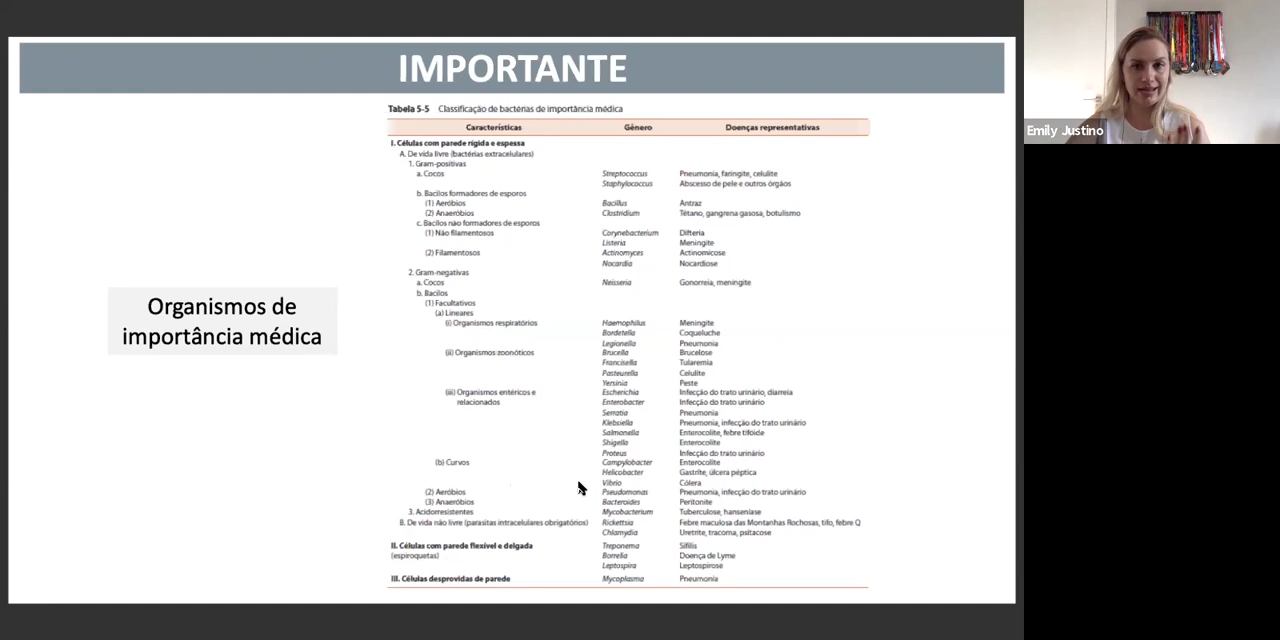 IMPORTANTE
Emily Justino
Organismos de
importância médica
Tabela 5-5 Classificação de bactérias de importância médica
Características Gênero Doenças representativas
I. Células com parede rígida e espessa
A. De vida livre (bactérias extracelulares)
1. Gram-positivas
a. Cocos Streptococcus Pneumonia, faringite, celulite
Staphylococcus Abscesso de pele e outros órgãos
b. Bacilos formadores de esporos
(1) Aeróbios Bacillus Antraz
(2) Anaeróbios Clostridium Tétano, gangrena gasosa, botulismo
c. Bacilos não formadores de esporos
(1) Não filamentosos Corynebacterium Difteria
Listeria Meningite
(2) Filamentosos Actinomyces Actinomicose
Nocardia Nocardiose
2. Gram-negativas
a. Cocos Neisseria Gonorreia, meningite
b. Bacilos
(1) Facultativos
(a) Lineares
(i) Organismos respiratórios Haemophilus Meningite
Bordetella Coqueluche
Legionella Pneumonia
(ii) Organismos zoonóticos Brucella Brucelose
Francisella Tularemia
Pasteurella Celulite
Yersinia Peste
(iii) Organismos entéricos e Escherichia Infecção do trato urinário, diarreia
relacionados Enterobacter Infecção do trato urinário
Serratia Pneumonia
Klebsiella Pneumonia, infecção do trato urinário
Salmonella Enterocolite, febre tifóide
Shigella Enterocolite
Proteus Infecção do trato urinário
(b) Curvos Campylobacter Enterocolite
Helicobacter Gastrite, úlcera péptica
Vibrio Cólera
(2) Aeróbios Pseudomonas Pneumonia, infecção do trato urinário
(3) Anaeróbios Bacteroides Peritonite
3. Acidorresistentes Mycobacterium Tuberculose, hanseníase
B. De vida não livre (parasitas intracelulares obrigatórios) Rickettsia Febre maculosa das Montanhas Rochosas, tifo, febre Q
Chlamydia Uretrite, tracoma, psitacose
II. Células com parede flexível e delgada Treponema Sífilis
(espiroquetas) Borrelia Doença de Lyme
Leptospira Leptospirose
III. Células desprovidas de parede Mycoplasma Pneumonia